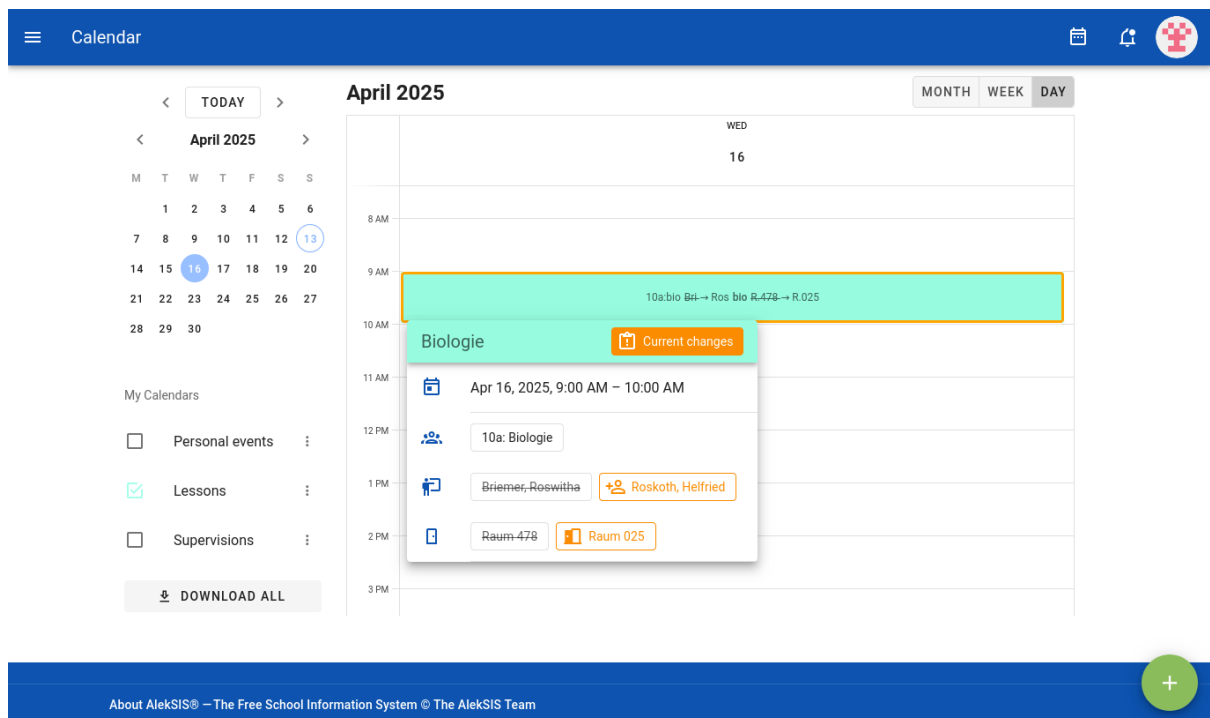 Calendar
TODAY
April 2025
M T W T F S S
1 2 3 4 5 6
7 8 9 10 11 12 13
14 15 16 17 18 19 20
21 22 23 24 25 26 27
28 29 30
My Calendars
Personal events
Lessons
Supervisions
DOWNLOAD ALL
April 2025
MONTH WEEK DAY
WED
16
8 AM
9 AM
10a:bio Bri → Ros bio R.478 → R.025
10 AM
Biologie
Current changes
11 AM
Apr 16, 2025, 9:00 AM – 10:00 AM
12 PM
10a: Biologie
1 PM
Briemer, Roswitha Roskoth, Helfried
2 PM
Raum 478 Raum 025
3 PM
About AlekSIS® — The Free School Information System © The AlekSIS Team